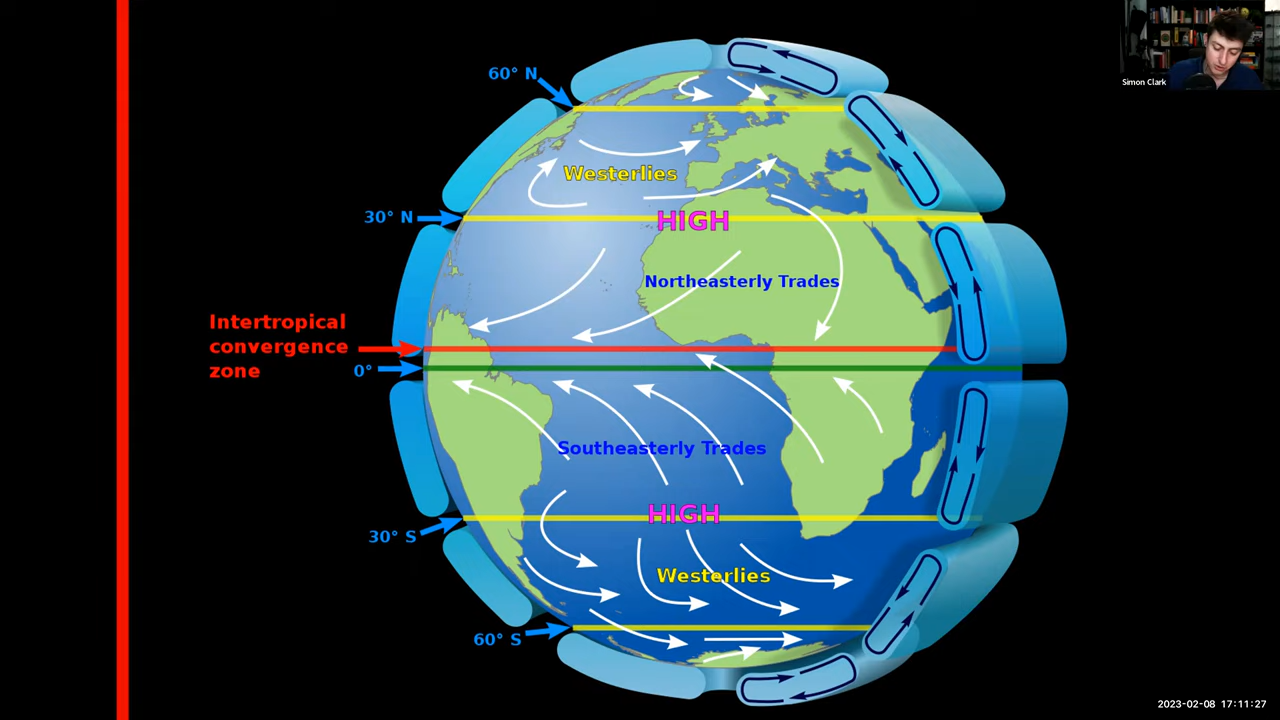 Simon Clark
60° N
Westerlies
30° N
HIGH
Northeasterly Trades
Intertropical
convergence
zone
0°
Southeasterly Trades
HIGH
30° S
Westerlies
60° S
2023-02-08 17:11:27